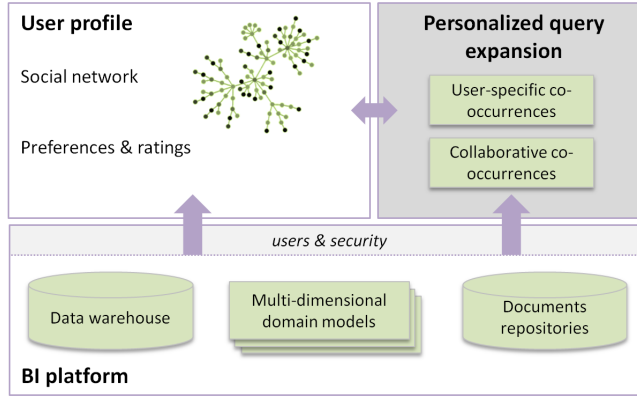 User profile
Social network
Preferences & ratings
Personalized query
expansion
User-specific co-
occurrences
Collaborative co-
occurrences
users & security
Data warehouse
Multi-dimensional
domain models
Documents
repositories
BI platform